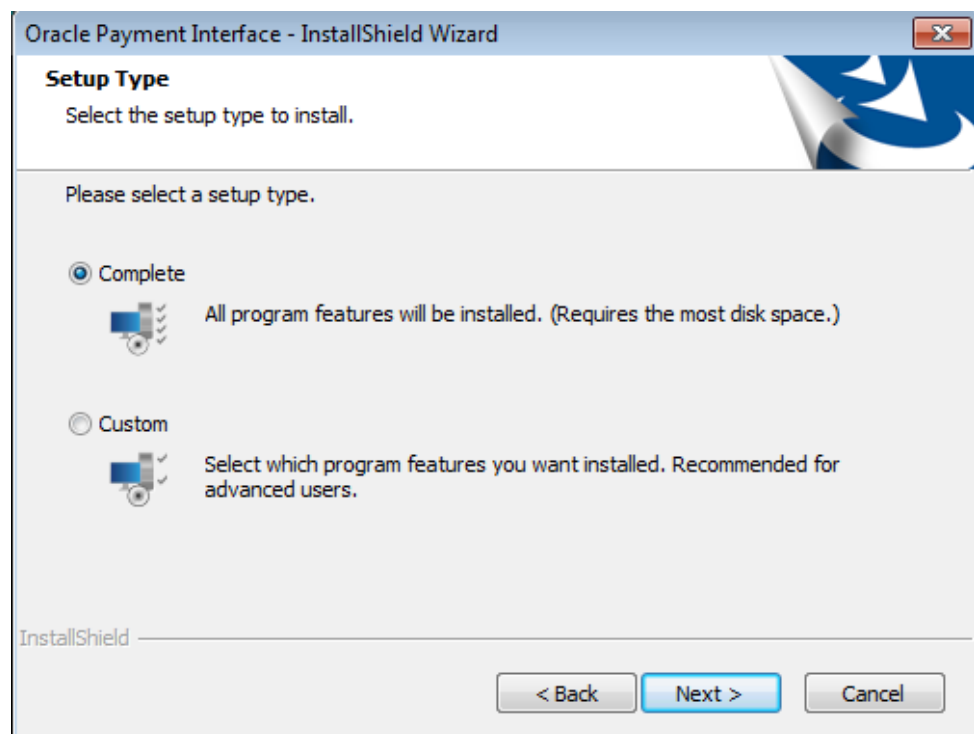 Oracle Payment Interface - InstallShield Wizard
Setup Type
Select the setup type to install.
Please select a setup type.
Complete
All program features will be installed. (Requires the most disk space.)
Custom
Select which program features you want installed. Recommended for
advanced users.
InstallShield
< Back Next > Cancel